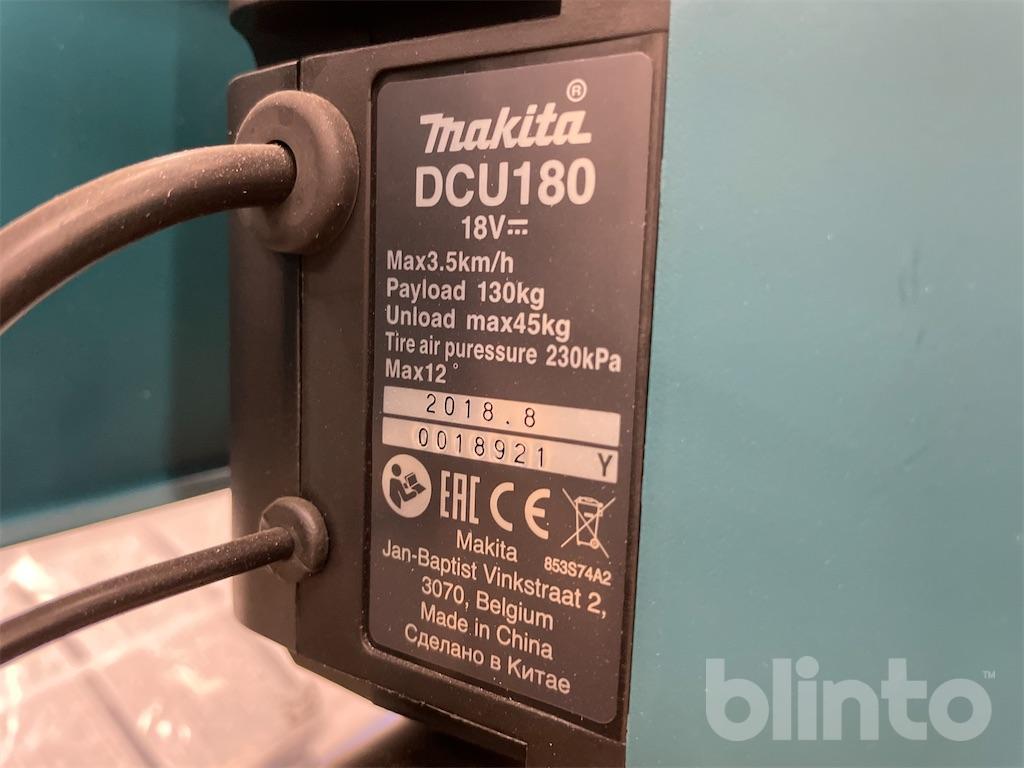 makita®
DCU180
18V⎓
Max3.5km/h
Payload 130kg
Unload max45kg
Tire air puressure 230kPa
Max12°
2018.8
0018921 Y
EAC CE
Makita 853S74A2
Jan-Baptist Vinkstraat 2,
3070, Belgium
Made in China
Сделано в Китае
blinto™